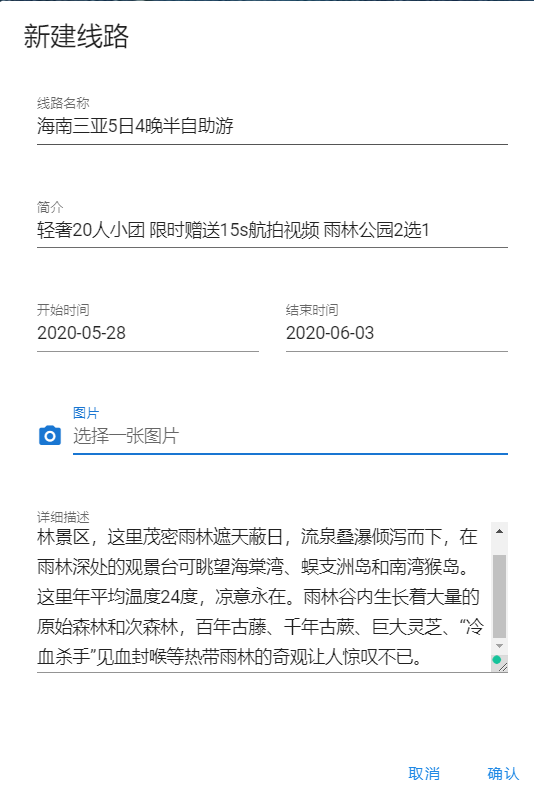 新建线路
线路名称
海南三亚5日4晚半自助游
简介
轻奢20人小团 限时赠送15s航拍视频 雨林公园2选1
开始时间
2020-05-28
结束时间
2020-06-03
图片
选择一张图片
详细描述
林景区，这里茂密雨林遮天蔽日，流泉叠瀑倾泻而下，在
雨林深处的观景台可眺望海棠湾、蜈支洲岛和南湾猴岛。
这里年平均温度24度，凉意永在。雨林谷内生长着大量的
原始森林和次森林，百年古藤、千年古蕨、巨大灵芝、“冷
血杀手”见血封喉等热带雨林的奇观让人惊叹不已。
取消
确认